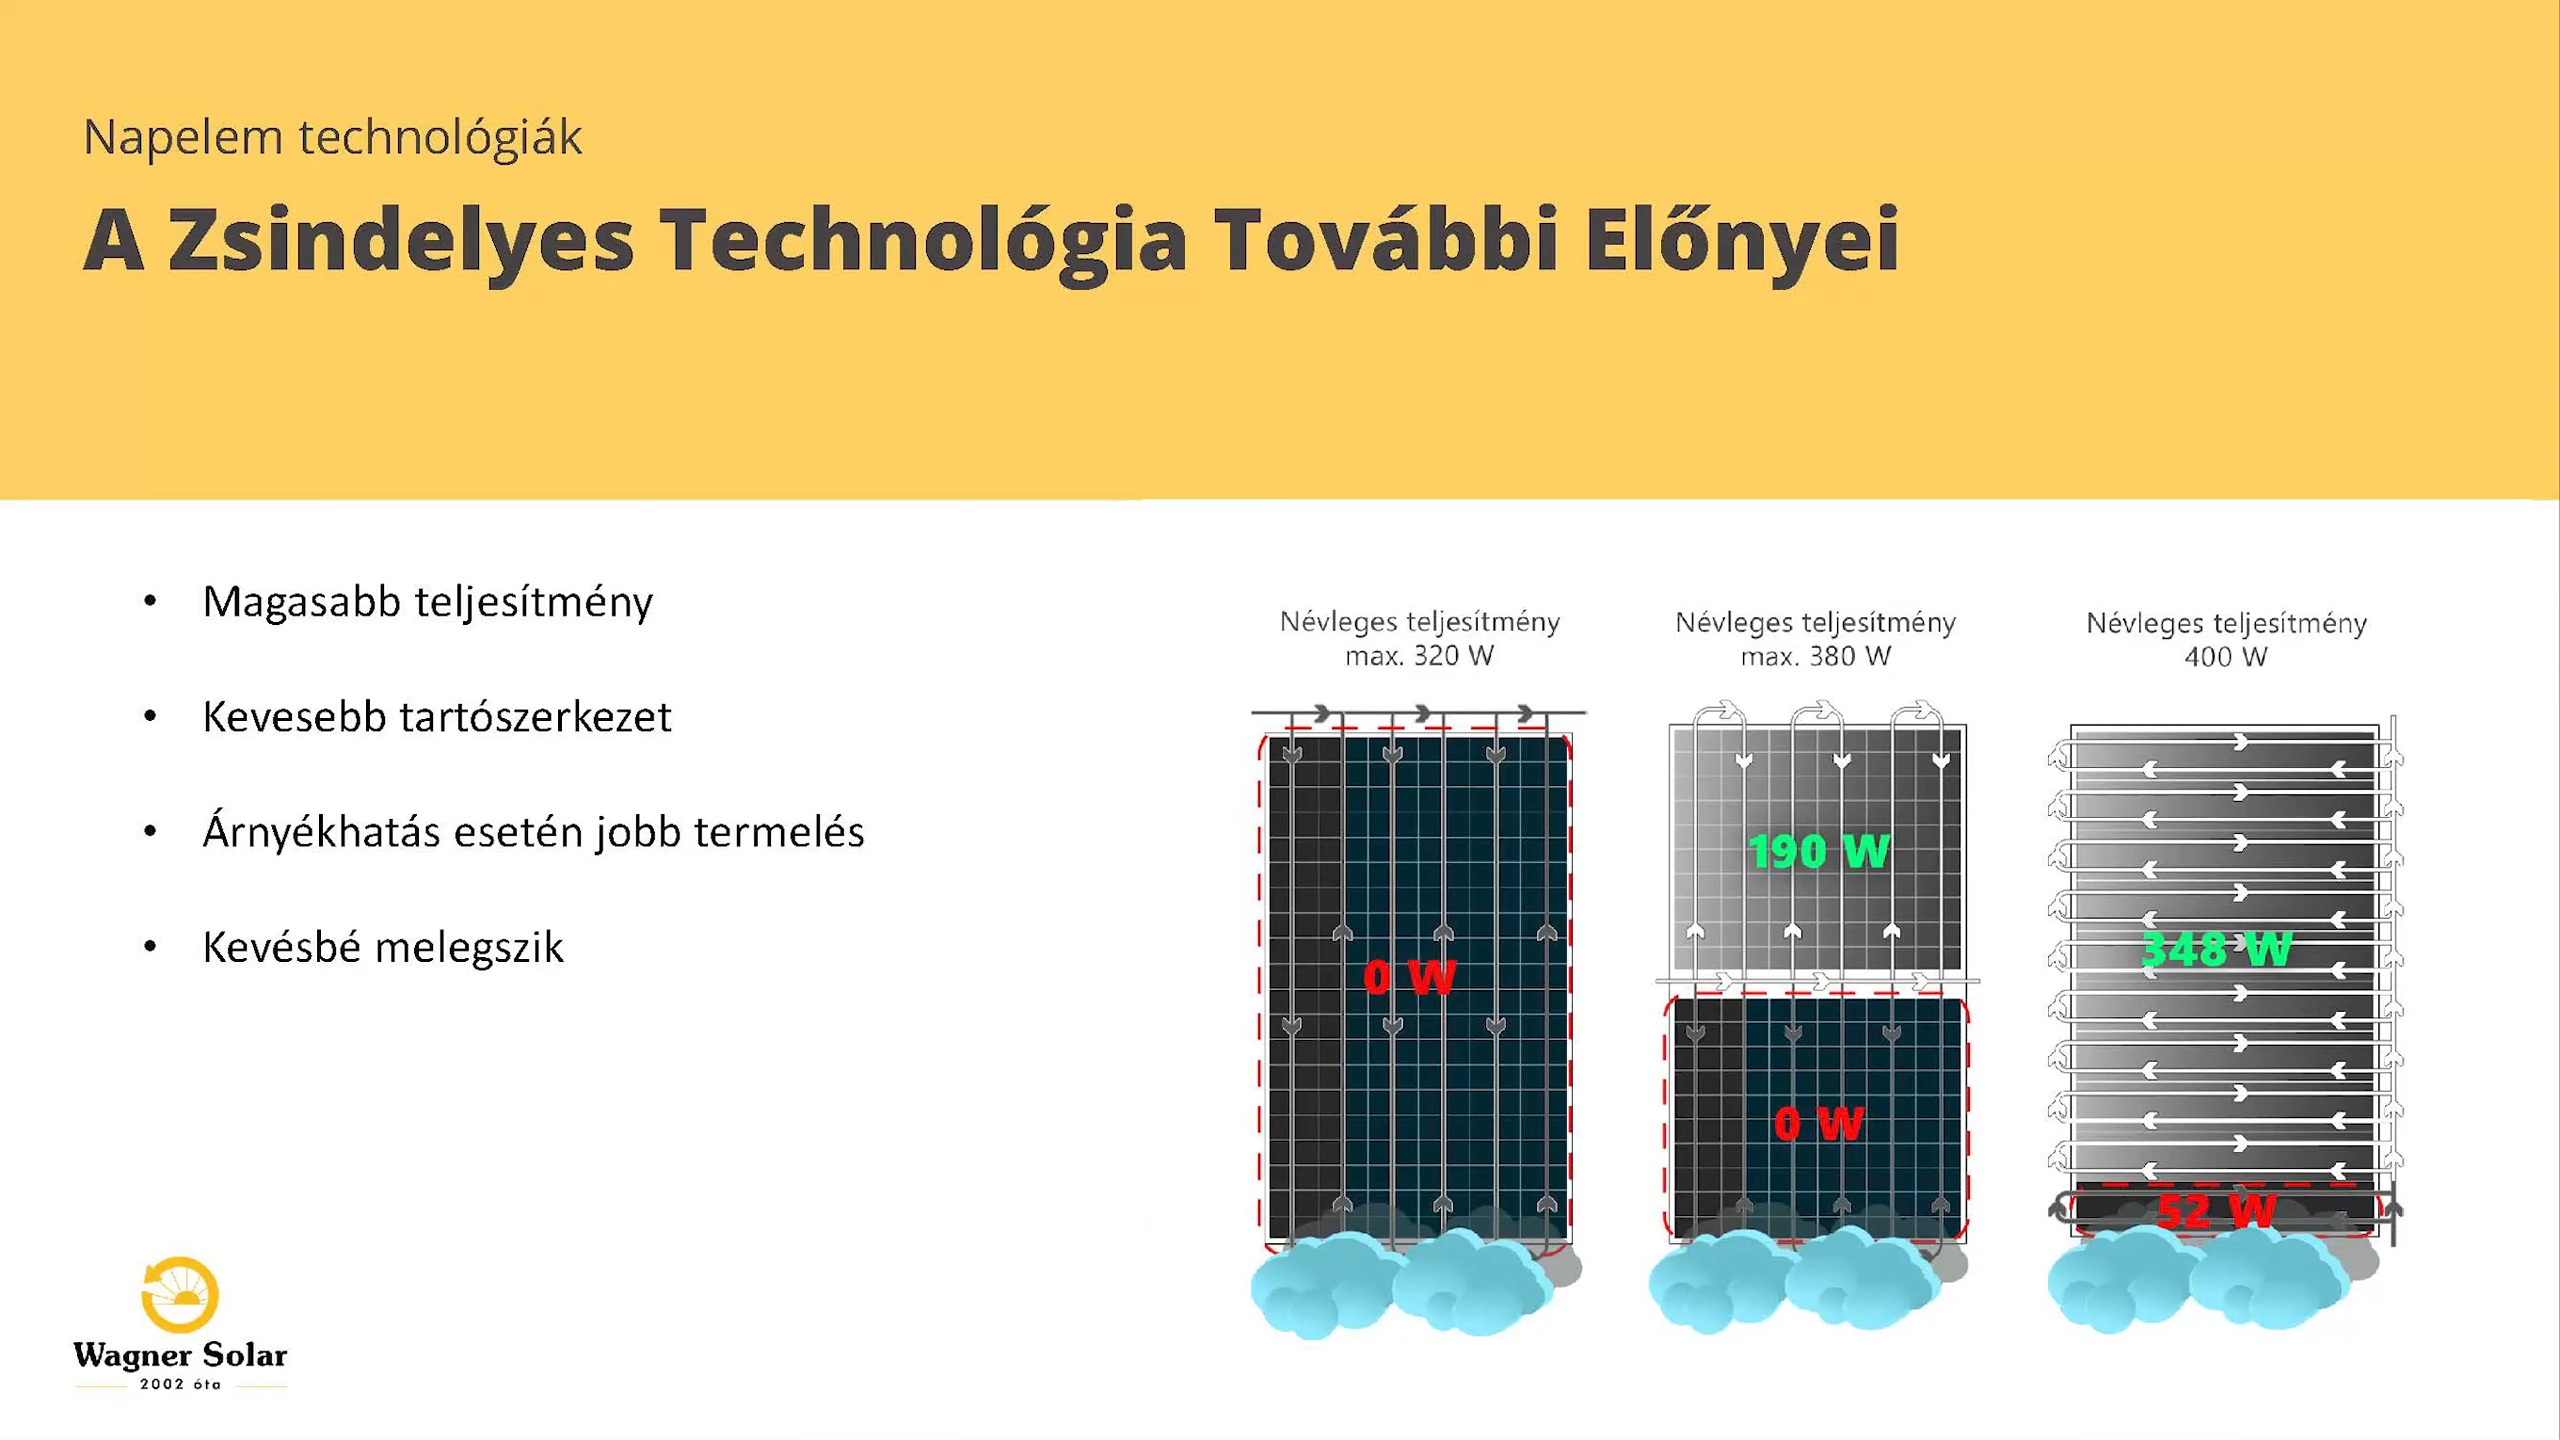 Napelem technológiák
A Zsindelyes Technológia További Előnyei
• Magasabb teljesítmény
• Kevesebb tartószerkezet
• Árnyékhatás esetén jobb termelés
• Kevésbé melegszik
Névleges teljesítmény
max. 320 W
0 W
Névleges teljesítmény
max. 380 W
190 W
0 W
Névleges teljesítmény
400 W
348 W
52 W
Wagner Solar
2002 óta